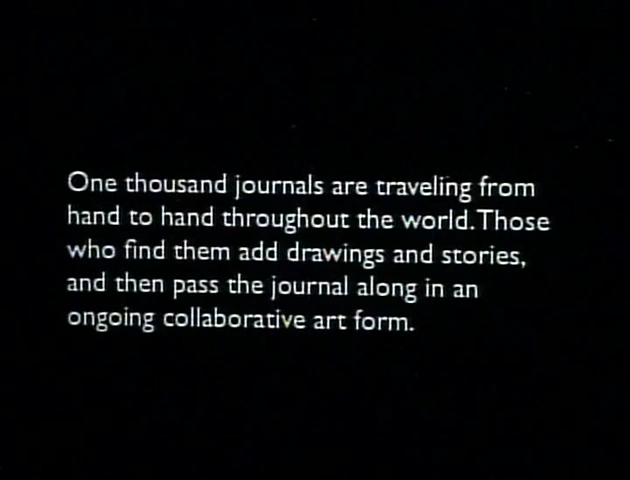 One thousand journals are traveling from
hand to hand throughout the world. Those
who find them add drawings and stories,
and then pass the journal along in an
ongoing collaborative art form.